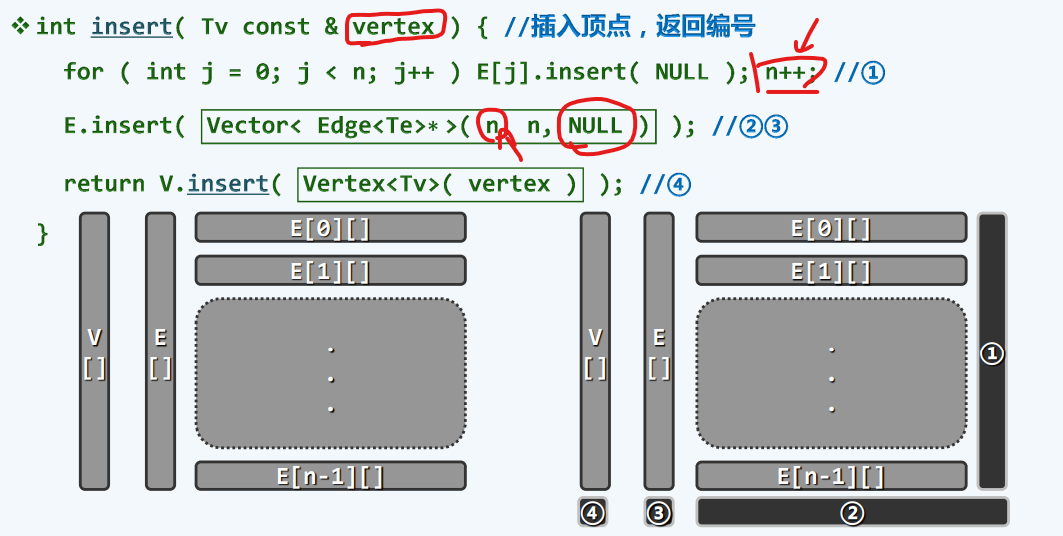 ❖int insert( Tv const & vertex ) { //插入顶点，返回编号
for ( int j = 0; j < n; j++ ) E[j].insert( NULL ); n++; //①
E.insert( Vector< Edge<Te>* >( n, n, NULL ) ); //②③
return V.insert( Vertex<Tv>( vertex ) ); //④
}
V
[]
E
[]
E[0][]
E[1][]
.
.
.
E[n-1][]
V
[]
E
[]
E[0][]
E[1][]
.
.
.
E[n-1][]
①
④
③
②